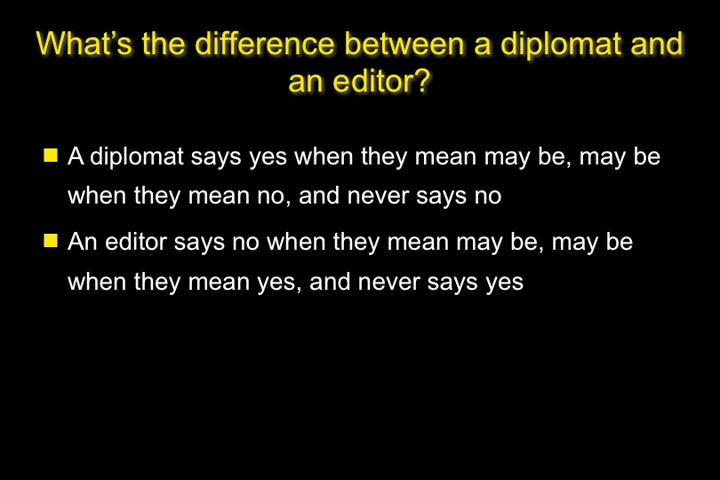 What’s the difference between a diplomat and
an editor?
A diplomat says yes when they mean may be, may be
when they mean no, and never says no
An editor says no when they mean may be, may be
when they mean yes, and never says yes